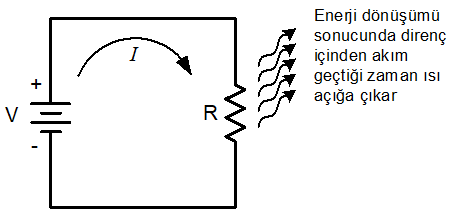 Enerji dönüşümü
sonucunda direnç
içinden akım
geçtiği zaman ısı
açığa çıkar
I
+
V
-
R